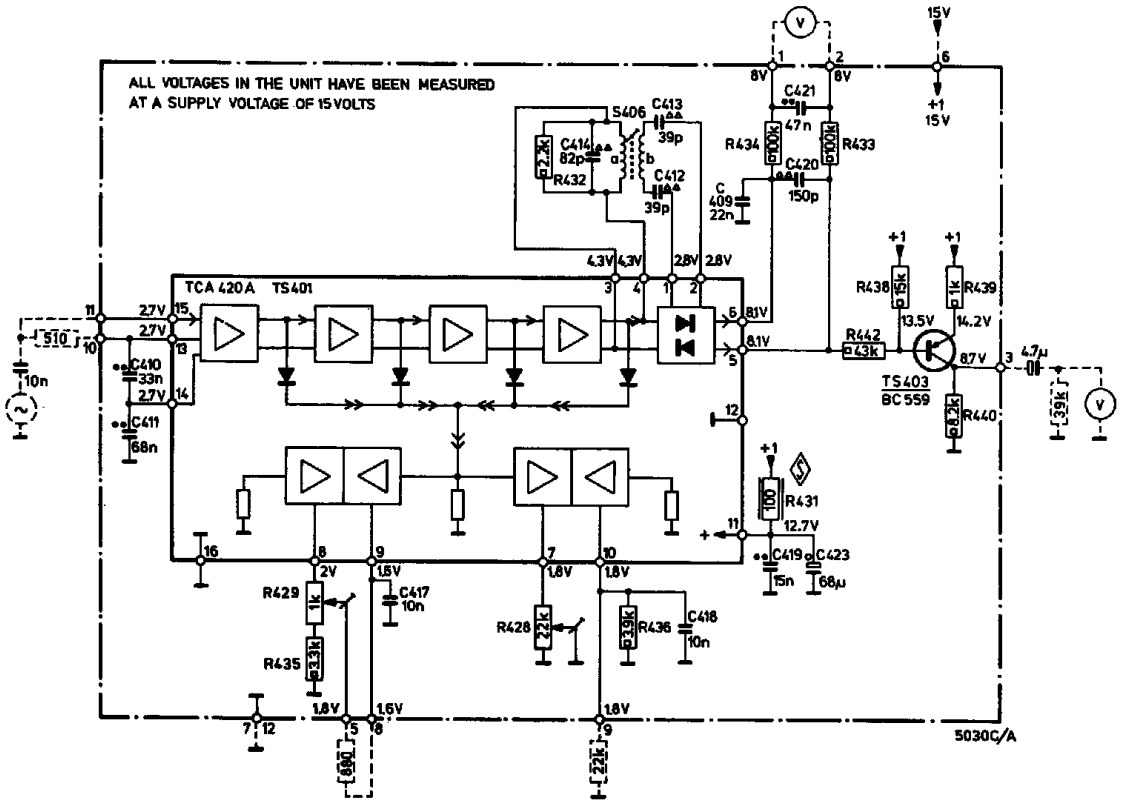 V
15V
1
2
6
8V
8V
+1
15V
ALL VOLTAGES IN THE UNIT HAVE BEEN MEASURED
AT A SUPPLY VOLTAGE OF 15 VOLTS
C421
47n
R434
100k
100k
R433
C420
150p
C
409
22n
S406
C413
39p
C414
82p
2.2k
R432
a
b
C412
39p
4,3V
4,3V
2,8V
2,8V
3
4
1
2
TCA 420A TS401
11
2,7V
15
510
10
2,7V
13
10n
C410
33n
2,7V
14
C411
68n
6
8,1V
5
8,1V
+1
+1
R438
15k
1k
R439
13.5V
14.2V
R442
43k
8,7V
3
4.7µ
TS403
BC 559
8.2k
R440
39k
V
12
+1
100
R431
S
11
+
12.7V
C419
15n
C423
68µ
16
8
2V
9
1,6V
7
1,8V
10
1,8V
R429
1k
C417
10n
R435
3.3k
R428
22k
3.9k
R436
C418
10n
7
12
1,8V
5
1,6V
8
1,8V
9
680
22k
5030C/A